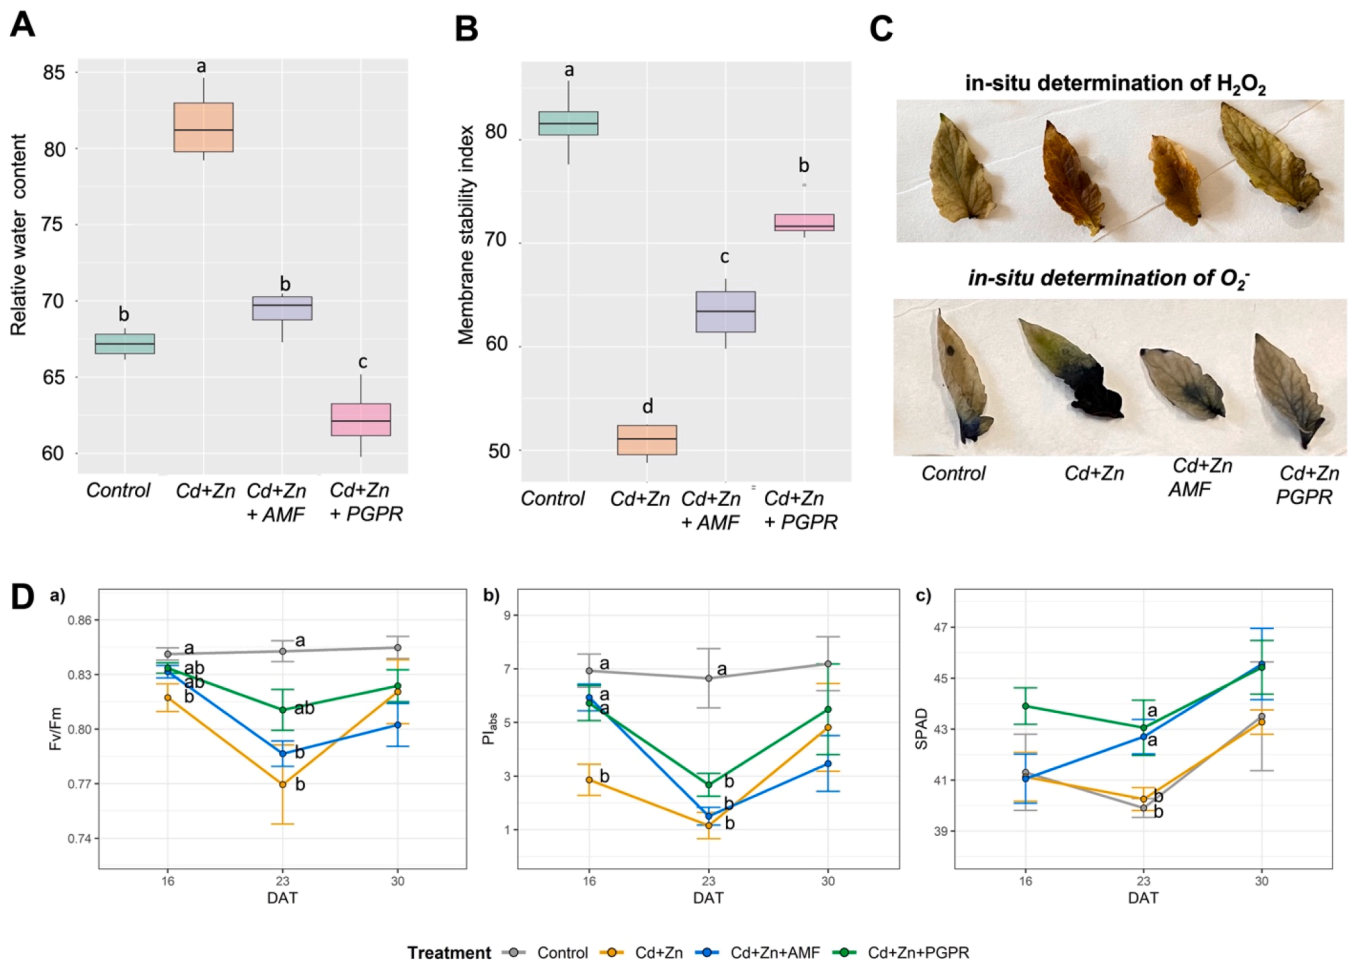 A
Relative water content
85
80
75
70
65
60
a
b
b
c
Control
Cd+Zn
Cd+Zn
+ AMF
Cd+Zn
+ PGPR
B
Membrane stability index
80
70
60
50
a
b
c
d
Control
Cd+Zn
Cd+Zn
+ AMF
=
Cd+Zn
+ PGPR
C
in-situ determination of H₂O₂
in-situ determination of O₂⁻
Control
Cd+Zn
Cd+Zn
AMF
Cd+Zn
PGPR
D
a)
Fv/Fm
0.86
0.83
0.80
0.77
0.74
a
ab
ab
b
a
ab
b
b
16
23
30
DAT
b)
PIabs
9
7
5
3
1
a
a
a
b
a
b
b
b
16
23
30
DAT
c)
SPAD
47
45
43
41
39
a
a
b
b
16
23
30
DAT
Treatment Control Cd+Zn Cd+Zn+AMF Cd+Zn+PGPR